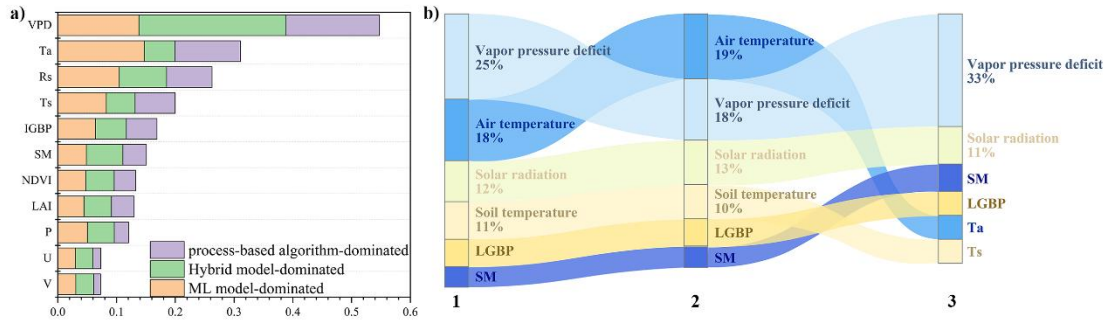 a)
VPD
Ta
Rs
Ts
IGBP
SM
NDVI
LAI
P
U
V
process-based algorithm-dominated
Hybrid model-dominated
ML model-dominated
0.0 0.1 0.2 0.3 0.4 0.5 0.6
b)
Vapor pressure deficit
25%
Air temperature
18%
Solar radiation
12%
Soil temperature
11%
LGBP
SM
1
Air temperature
19%
Vapor pressure deficit
18%
Solar radiation
13%
Soil temperature
10%
LGBP
SM
2
Vapor pressure deficit
33%
Solar radiation
11%
SM
LGBP
Ta
Ts
3